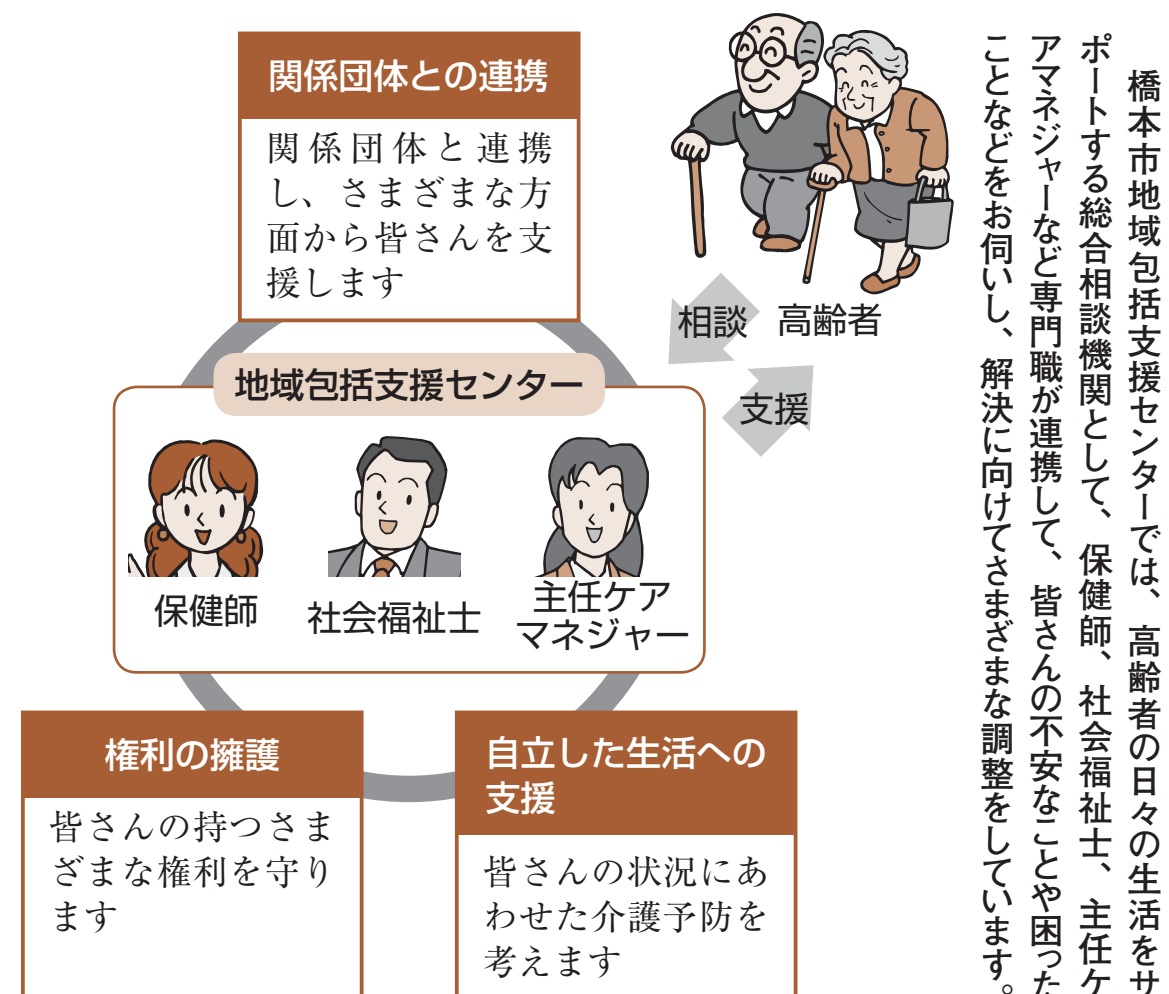 橋本市地域包括支援センターでは、高齢者の日々の生活をサ
ポートする総合相談機関として、保健師、社会福祉士、主任ケ
アマネジャーなど専門職が連携して、皆さんの不安なことや困った
ことなどをお伺いし、解決に向けてさまざまな調整をしています。
関係団体との連携
関係団体と連携
し、さまざまな方
面から皆さんを支
援します
相談
高齢者
支援
地域包括支援センター
保健師
社会福祉士
主任ケア
マネジャー
権利の擁護
皆さんの持つさま
ざまな権利を守り
ます
自立した生活への
支援
皆さんの状況にあ
わせた介護予防を
考えます